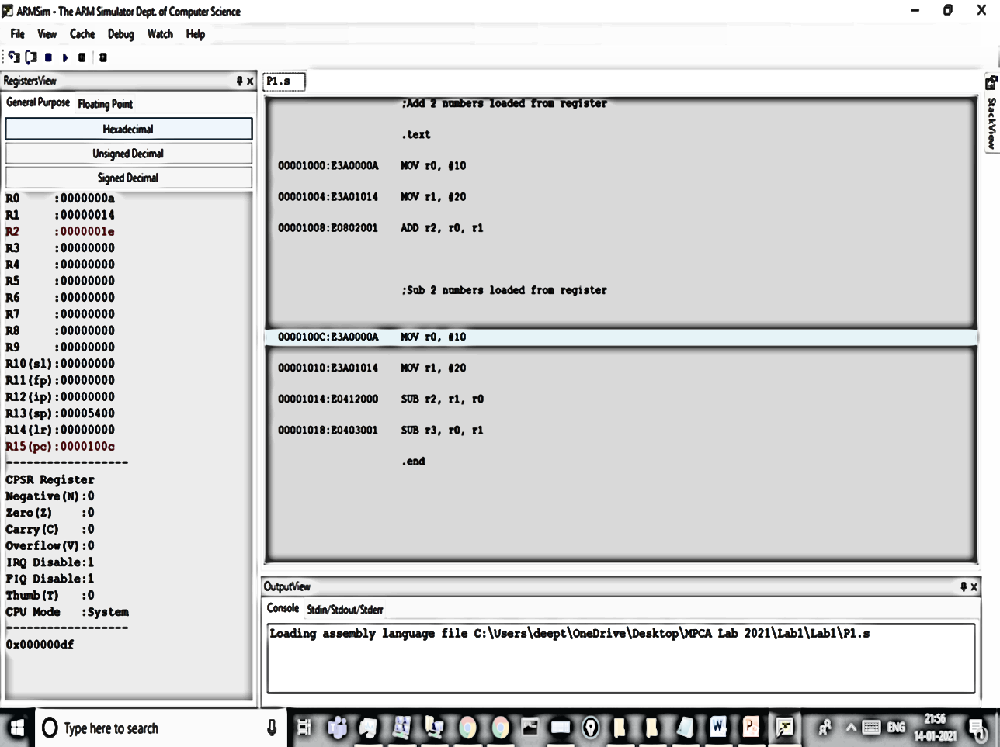 ARMSim - The ARM Simulator Dept. of Computer Science
File View Cache Debug Watch Help
RegistersView
P1.s
General Purpose Floating Point
Hexadecimal
Unsigned Decimal
Signed Decimal
R0 :0000000a
R1 :00000014
R2 :0000001e
R3 :00000000
R4 :00000000
R5 :00000000
R6 :00000000
R7 :00000000
R8 :00000000
R9 :00000000
R10(sl):00000000
R11(fp):00000000
R12(ip):00000000
R13(sp):00005400
R14(lr):00000000
R15(pc):0000100c
--------------------
CPSR Register
Negative(N):0
Zero(Z) :0
Carry(C) :0
Overflow(V):0
IRQ Disable:1
FIQ Disable:1
Thumb(T) :0
CPU Mode :System
--------------------
0x000000df
;Add 2 numbers loaded from register
.text
00001000:E3A0000A MOV r0, #10
00001004:E3A01014 MOV r1, #20
00001008:E0802001 ADD r2, r0, r1
;Sub 2 numbers loaded from register
0000100C:E3A0000A MOV r0, #10
00001010:E3A01014 MOV r1, #20
00001014:E0412000 SUB r2, r1, r0
00001018:E0403001 SUB r3, r0, r1
.end
StackView
OutputView
Console Stdin/Stdout/Stderr
Loading assembly language file C:\Users\deept\OneDrive\Desktop\MPCA Lab 2021\Lab1\Lab1\P1.s
Type here to search
ENG
21:56
14-01-2021